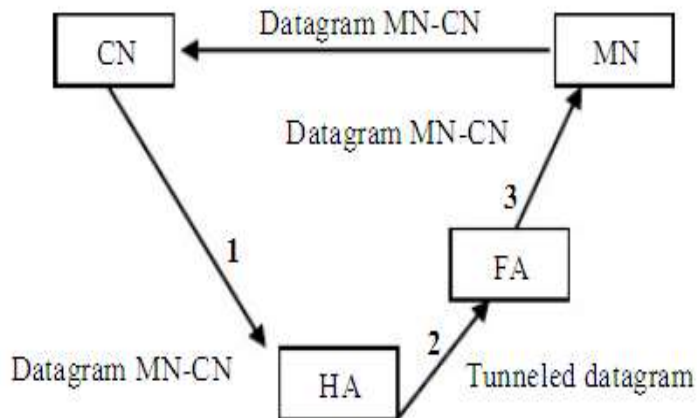 Datagram MN-CN
CN
MN
Datagram MN-CN
3
1
FA
2
Datagram MN-CN
HA
Tunneled datagram